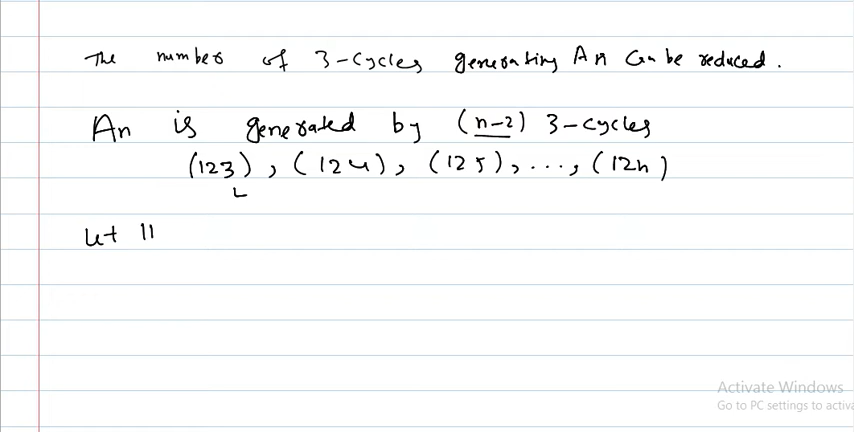 The number of 3-cycles generating An can be reduced.
An is generated by (n-2) 3-cycles
(123), (124), (125), ..., (12n)
Let
Activate Windows
Go to PC settings to activa